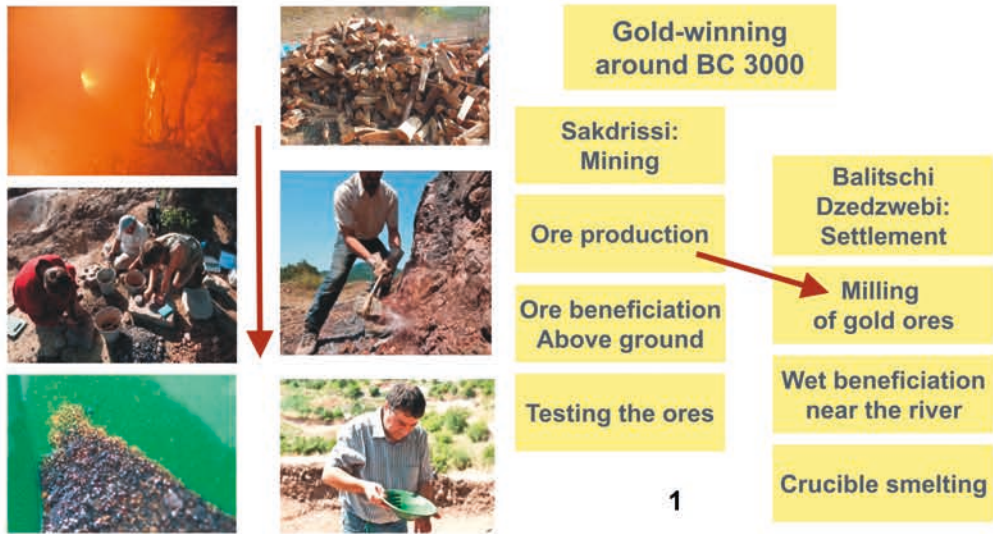 Gold-winning
around BC 3000
Sakdrissi:
Mining
Ore production
Ore beneficiation
Above ground
Testing the ores
Balitschi
Dzedzwebi:
Settlement
Milling
of gold ores
Wet beneficiation
near the river
Crucible smelting
1